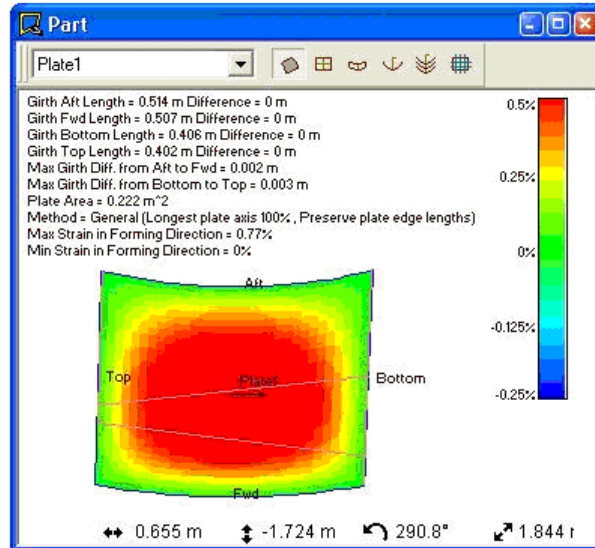 Part
Plate1
Girth Aft Length = 0.514 m Difference = 0 m
Girth Fwd Length = 0.507 m Difference = 0 m
Girth Bottom Length = 0.406 m Difference = 0 m
Girth Top Length = 0.402 m Difference = 0 m
Max Girth Diff. from Aft to Fwd = 0.002 m
Max Girth Diff. from Bottom to Top = 0.003 m
Plate Area = 0.222 m^2
Method = General (Longest plate axis 100% , Preserve plate edge lengths)
Max Strain in Forming Direction = 0.77%
Min Strain in Forming Direction = 0%
0.5%
0.25%
0%
-0.125%
-0.25%
Aft
Top
Plate1
Bottom
Fwd
0.655 m -1.724 m 290.8° 1.844 r